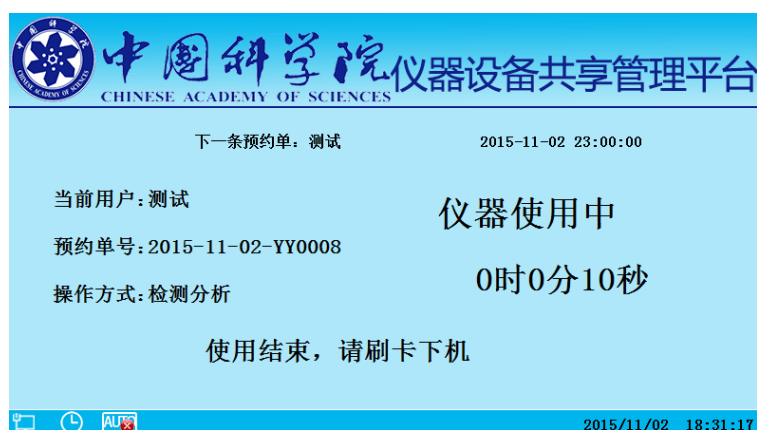 中国科学院仪器设备共享管理平台
CHINESE ACADEMY OF SCIENCES
下一条预约单：测试 2015-11-02 23:00:00
当前用户:测试
仪器使用中
预约单号:2015-11-02-YY0008
0时0分10秒
操作方式:检测分析
使用结束，请刷卡下机
AUTO
2015/11/02 18:31:17